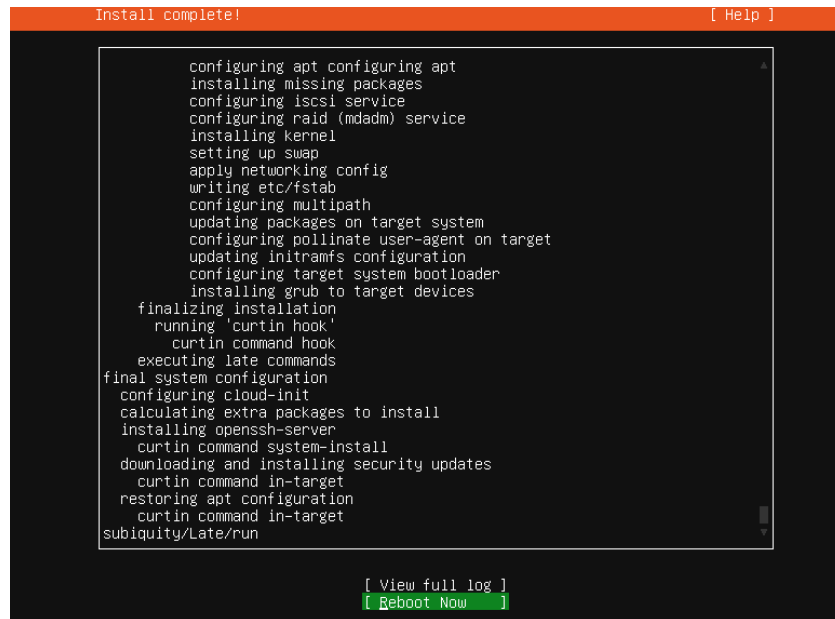 Install complete!
[ Help ]
configuring apt configuring apt
installing missing packages
configuring iscsi service
configuring raid (mdadm) service
installing kernel
setting up swap
apply networking config
writing etc/fstab
configuring multipath
updating packages on target system
configuring pollinate user-agent on target
updating initramfs configuration
configuring target system bootloader
installing grub to target devices
finalizing installation
running 'curtin hook'
curtin command hook
executing late commands
final system configuration
configuring cloud-init
calculating extra packages to install
installing openssh-server
curtin command system-install
downloading and installing security updates
curtin command in-target
restoring apt configuration
curtin command in-target
subiquity/Late/run
[ View full log ]
[ Reboot Now ]